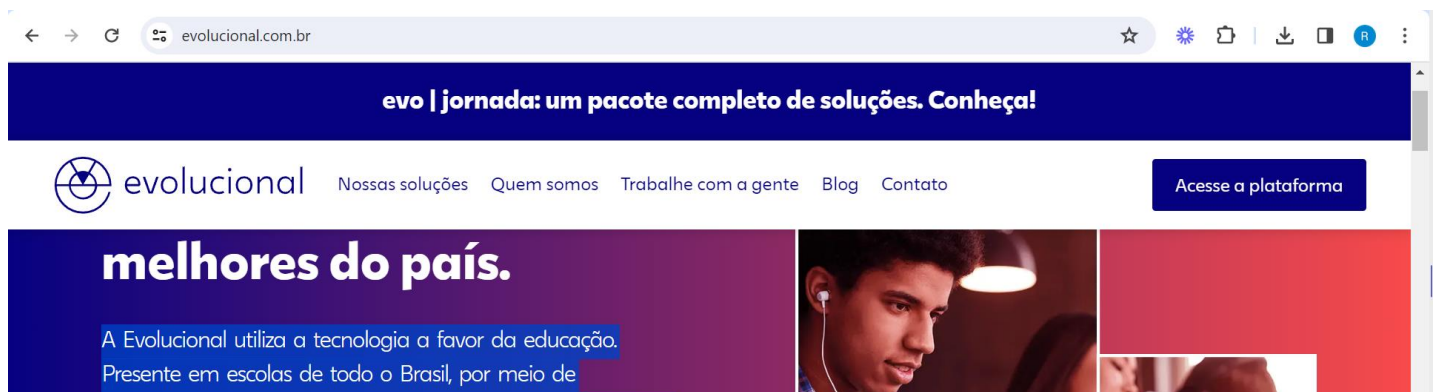 evolucional.com.br
R
evo | jornada: um pacote completo de soluções. Conheça!
evolucional Nossas soluções Quem somos Trabalhe com a gente Blog Contato Acesse a plataforma
melhores do país.
A Evolucional utiliza a tecnologia a favor da educação.
Presente em escolas de todo o Brasil, por meio de